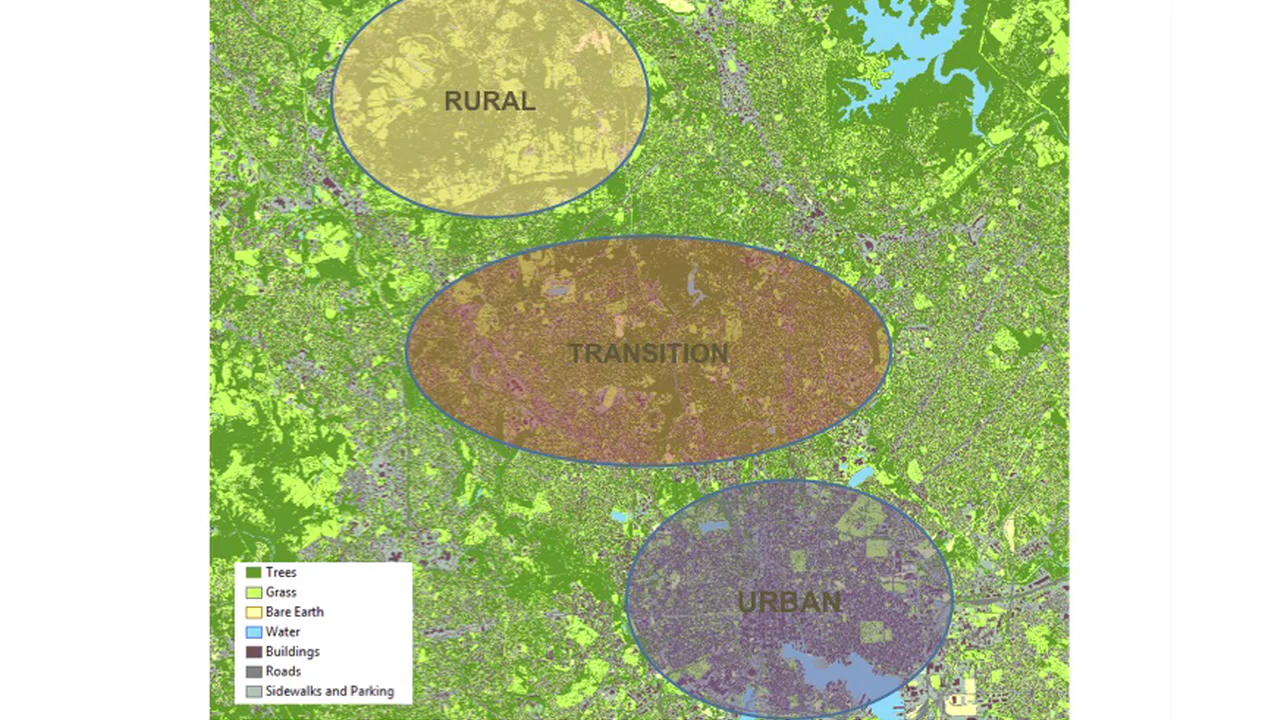 RURAL
TRANSITION
URBAN
Trees
Grass
Bare Earth
Water
Buildings
Roads
Sidewalks and Parking